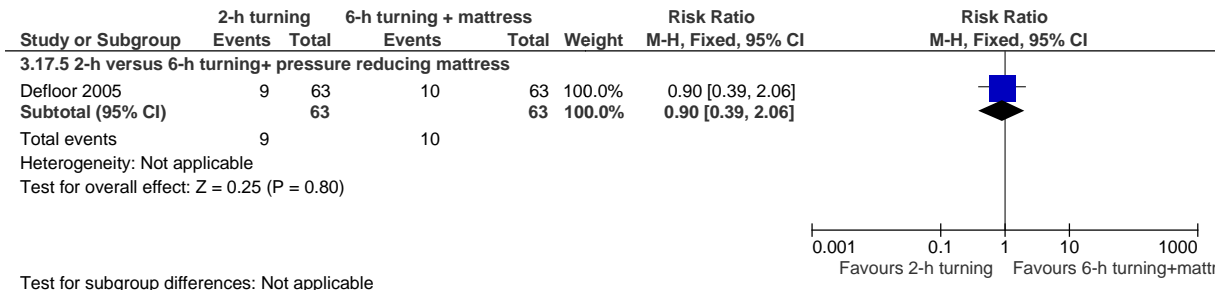 2-h turning 6-h turning + mattress Risk Ratio Risk Ratio
Study or Subgroup Events Total Events Total Weight M-H, Fixed, 95% CI M-H, Fixed, 95% CI
3.17.5 2-h versus 6-h turning+ pressure reducing mattress
Defloor 2005 9 63 10 63 100.0% 0.90 [0.39, 2.06]
Subtotal (95% CI) 63 63 100.0% 0.90 [0.39, 2.06]
Total events 9 10
Heterogeneity: Not applicable
Test for overall effect: Z = 0.25 (P = 0.80)
0.001 0.1 1 10 1000
Favours 2-h turning Favours 6-h turning+mattr
Test for subgroup differences: Not applicable